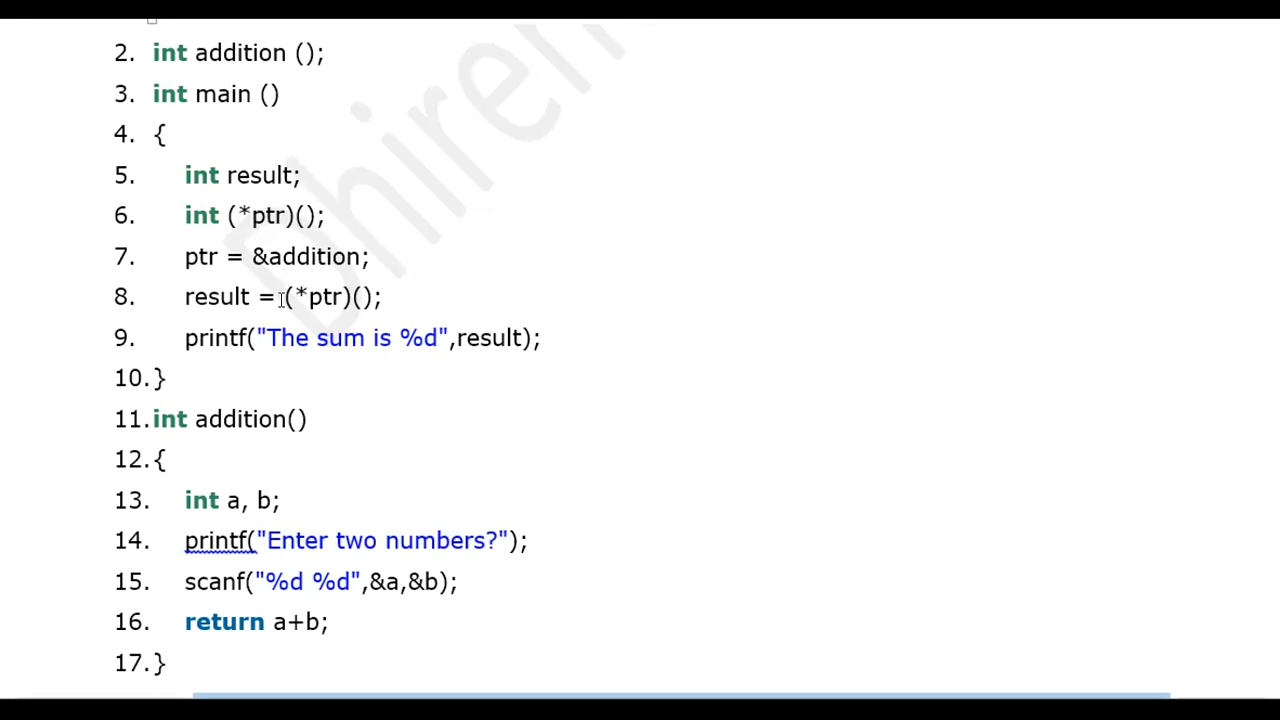 Dhiren
2. int addition ();
3. int main ()
4. {
5. int result;
6. int (*ptr)();
7. ptr = &addition;
8. result =(*ptr)();
9. printf("The sum is %d",result);
10.}
11.int addition()
12.{
13. int a, b;
14. printf("Enter two numbers?");
15. scanf("%d %d",&a,&b);
16. return a+b;
17.}